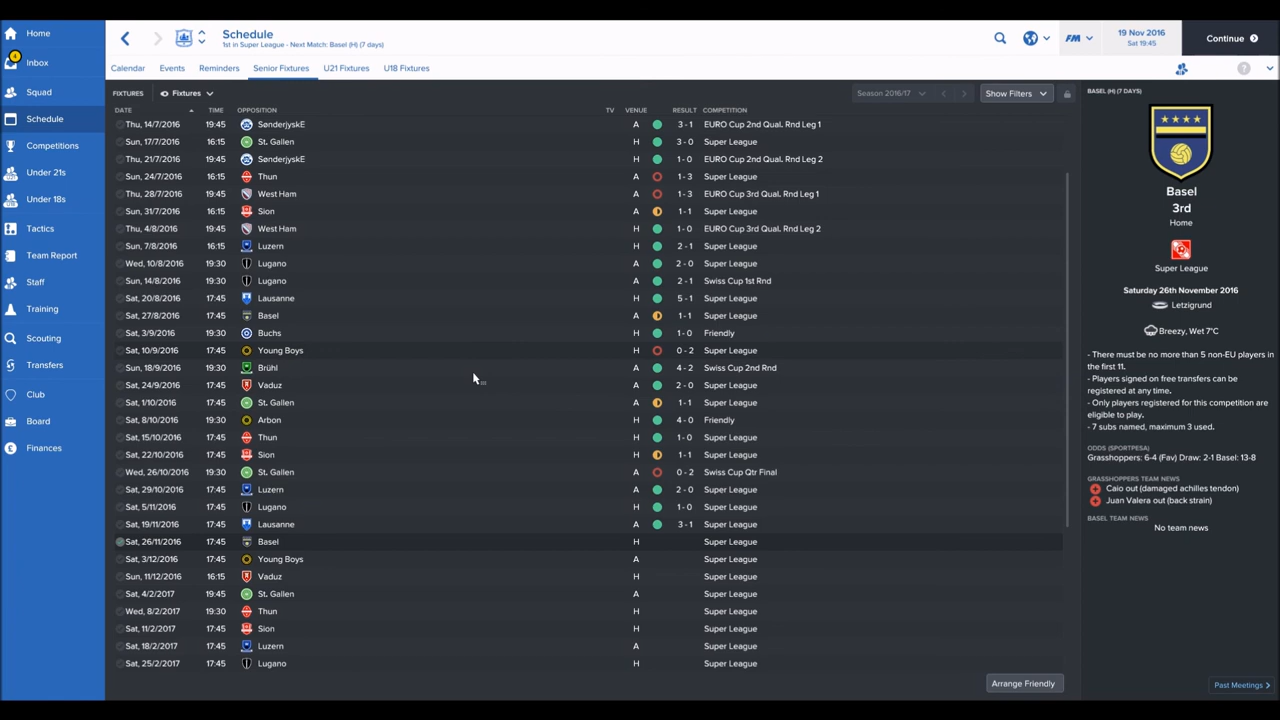 Home
Inbox
Squad
Schedule
Competitions
Under 21s
Under 18s
Tactics
Team Report
Staff
Training
Scouting
Transfers
Club
Board
Finances
Schedule
1st in Super League - Next Match: Basel (H) (7 days)
FM
19 Nov 2016
Sat 19:45
Continue
Calendar Events Reminders Senior Fixtures U21 Fixtures U18 Fixtures
FIXTURES Fixtures Season 2016/17 Show Filters
DATE TIME OPPOSITION TV VENUE RESULT COMPETITION
Thu, 14/7/2016 19:45 SønderjyskE A 3 - 1 EURO Cup 2nd Qual. Rnd Leg 1
Sun, 17/7/2016 16:15 St. Gallen H 3 - 0 Super League
Thu, 21/7/2016 19:45 SønderjyskE H 1 - 0 EURO Cup 2nd Qual. Rnd Leg 2
Sun, 24/7/2016 16:15 Thun A 1 - 3 Super League
Thu, 28/7/2016 19:45 West Ham A 1 - 3 EURO Cup 3rd Qual. Rnd Leg 1
Sun, 31/7/2016 16:15 Sion A 1 - 1 Super League
Thu, 4/8/2016 19:45 West Ham H 1 - 0 EURO Cup 3rd Qual. Rnd Leg 2
Sun, 7/8/2016 16:15 Luzern H 2 - 1 Super League
Wed, 10/8/2016 19:30 Lugano A 2 - 0 Super League
Sun, 14/8/2016 19:30 Lugano A 2 - 1 Swiss Cup 1st Rnd
Sat, 20/8/2016 17:45 Lausanne H 5 - 1 Super League
Sat, 27/8/2016 17:45 Basel A 1 - 1 Super League
Sat, 3/9/2016 19:30 Buchs H 1 - 0 Friendly
Sat, 10/9/2016 17:45 Young Boys H 0 - 2 Super League
Sun, 18/9/2016 19:30 Brühl A 4 - 2 Swiss Cup 2nd Rnd
Sat, 24/9/2016 17:45 Vaduz A 2 - 0 Super League
Sat, 1/10/2016 17:45 St. Gallen A 1 - 1 Super League
Sat, 8/10/2016 19:30 Arbon H 4 - 0 Friendly
Sat, 15/10/2016 17:45 Thun H 1 - 0 Super League
Sat, 22/10/2016 17:45 Sion H 1 - 1 Super League
Wed, 26/10/2016 19:30 St. Gallen A 0 - 2 Swiss Cup Qtr Final
Sat, 29/10/2016 17:45 Luzern A 2 - 0 Super League
Sat, 5/11/2016 17:45 Lugano H 1 - 0 Super League
Sat, 19/11/2016 17:45 Lausanne A 3 - 1 Super League
Sat, 26/11/2016 17:45 Basel H Super League
Sat, 3/12/2016 17:45 Young Boys A Super League
Sun, 11/12/2016 16:15 Vaduz H Super League
Sat, 4/2/2017 19:45 St. Gallen A Super League
Wed, 8/2/2017 19:30 Thun H Super League
Sat, 11/2/2017 17:45 Sion H Super League
Sat, 18/2/2017 17:45 Luzern A Super League
Sat, 25/2/2017 17:45 Lugano H Super League
Arrange Friendly
BASEL (H) (7 DAYS)
Basel
3rd
Home
Super League
Saturday 26th November 2016
Letzigrund
Breezy, Wet 7°C
- There must be no more than 5 non-EU players in
the first 11.
- Players signed on free transfers can be
registered at any time.
- Only players registered for this competition are
eligible to play.
- 7 subs named, maximum 3 used.
ODDS (SPORTPESA)
Grasshoppers: 6-4 (Fav) Draw: 2-1 Basel: 13-8
GRASSHOPPERS TEAM NEWS
Caio out (damaged achilles tendon)
Juan Valera out (back strain)
BASEL TEAM NEWS
No team news
Past Meetings